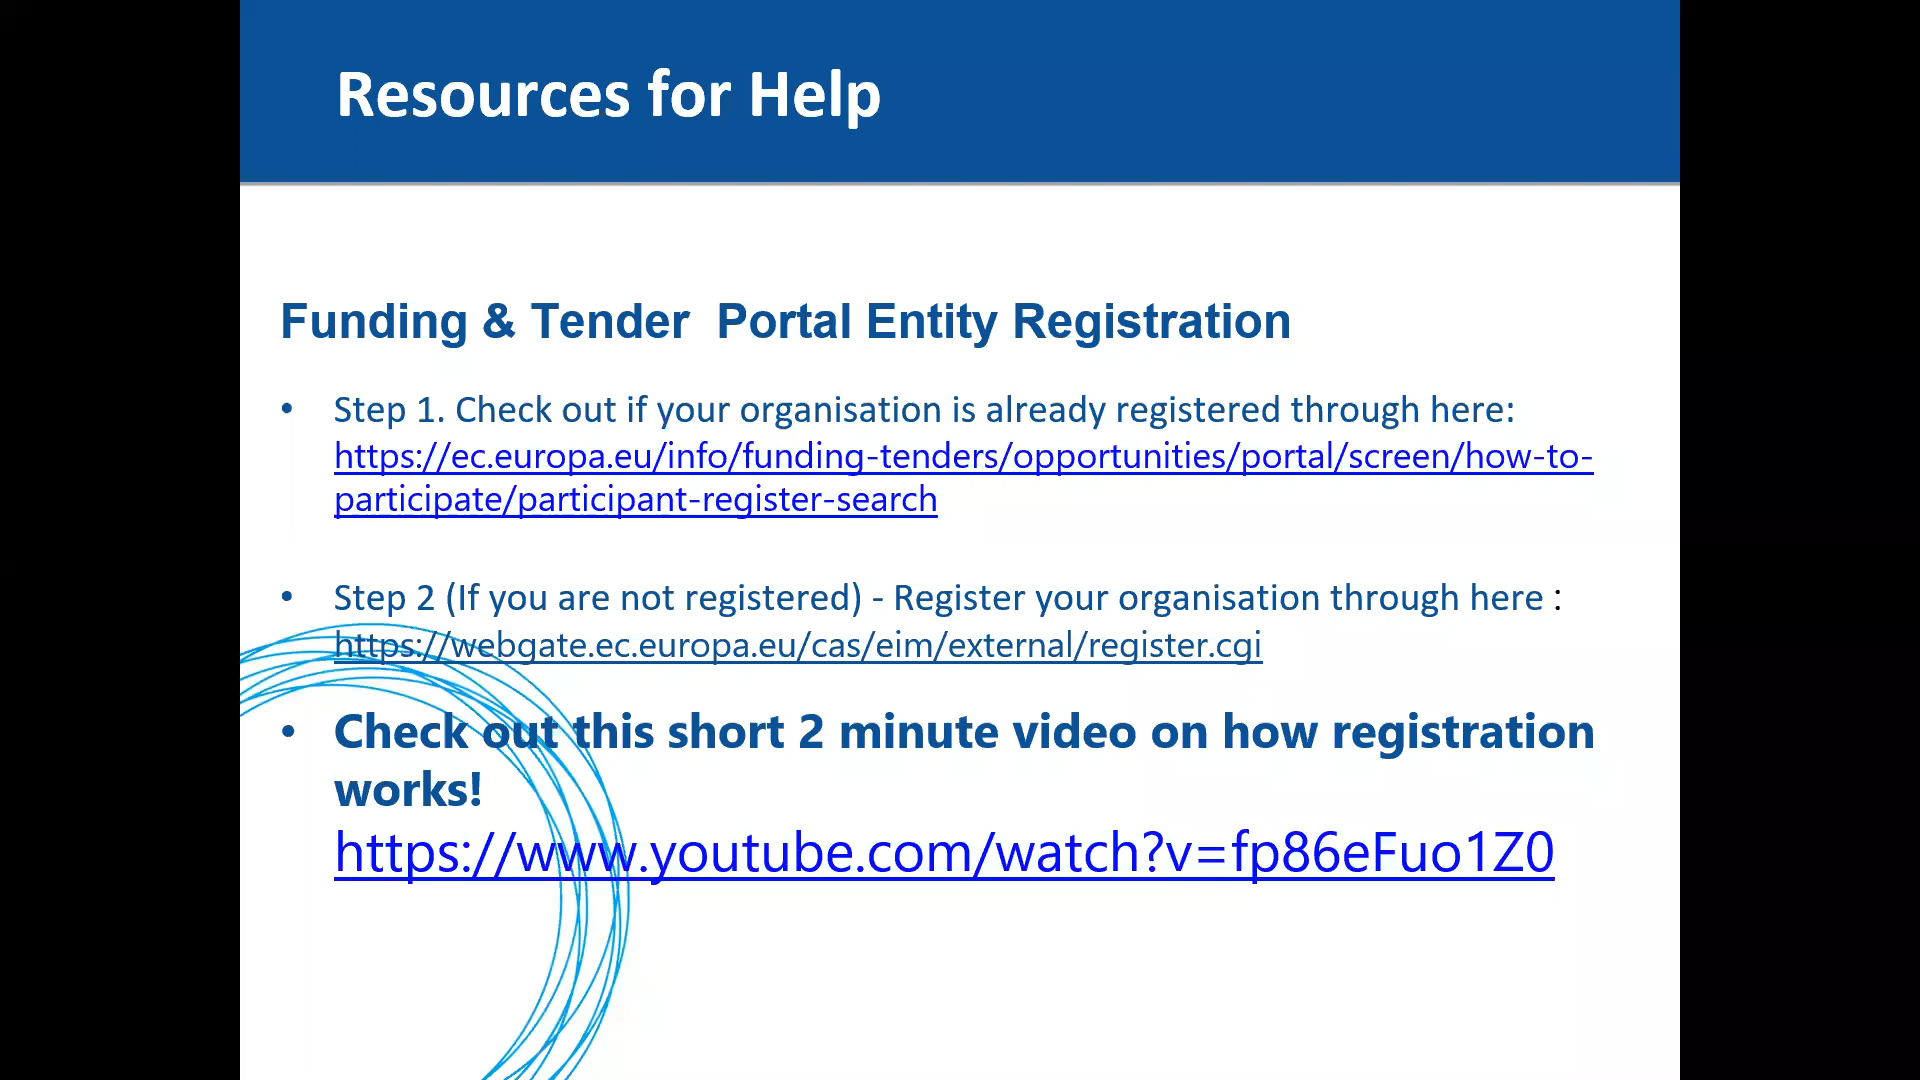 Resources for Help
Funding & Tender  Portal Entity Registration
• Step 1. Check out if your organisation is already registered through here:
https://ec.europa.eu/info/funding-tenders/opportunities/portal/screen/how-to-
participate/participant-register-search
• Step 2 (If you are not registered) - Register your organisation through here :
https://webgate.ec.europa.eu/cas/eim/external/register.cgi
• Check out this short 2 minute video on how registration
works!
https://www.youtube.com/watch?v=fp86eFuo1Z0